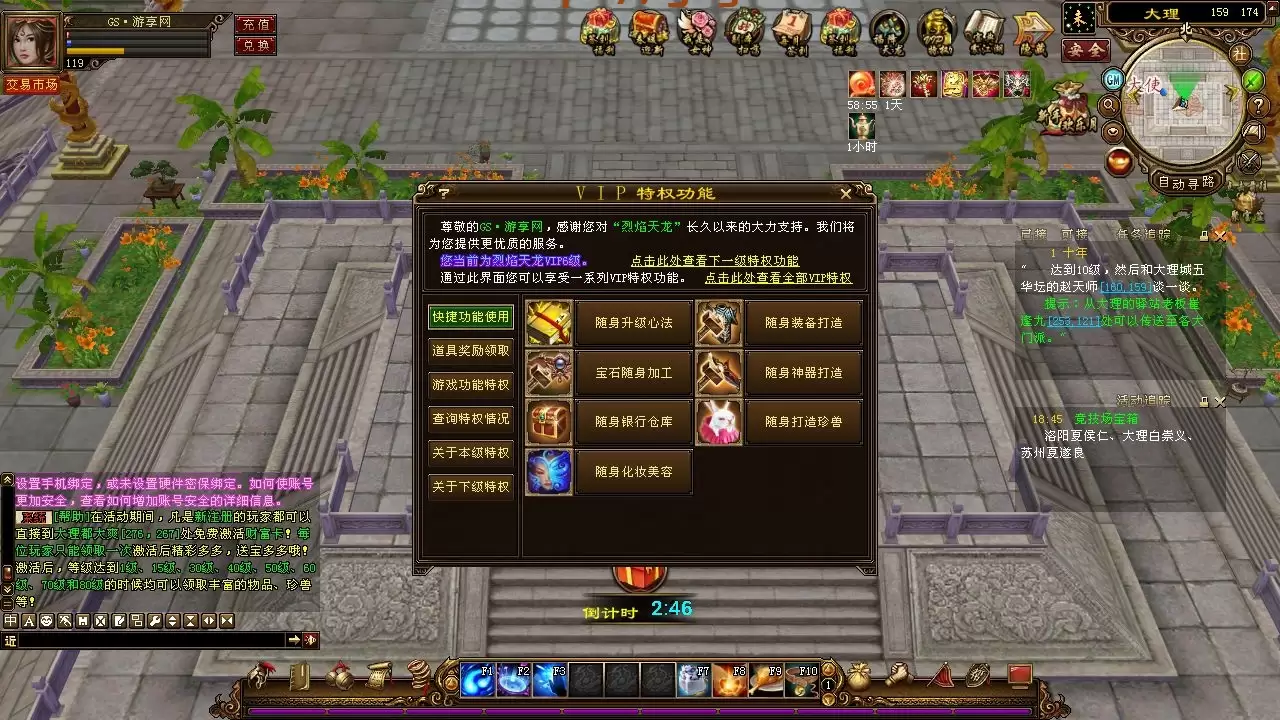 GS·游享网
充值
兑换
119
交易市场
大理 159 174
北
安全
社
GM
自动寻路
隐藏
58:55 1天
1小时
VIP特权功能
尊敬的GS·游享网，感谢您对“烈焰天龙”长久以来的大力支持。我们将
为您提供更优质的服务。
您当前为烈焰天龙VIP6级。 点击此处查看下一级特权功能
通过此界面您可以享受一系列VIP特权功能。 点击此处查看全部VIP特权
快捷功能使用
道具奖励领取
游戏功能特权
查询特权情况
关于本级特权
关于下级特权
随身升级心法
随身装备打造
宝石随身加工
随身神器打造
随身银行仓库
随身打造珍兽
随身化妆美容
可接 任务追踪
1 十年
“ 达到10级，然后和大理城五
华坛的赵天师[180,159]谈一谈。
提示：从大理的驿站老板崔
逢九[253,121]处可以传送至各大
门派。”
活动追踪
18:45 竞技场宝箱
洛阳夏侯仁、大理白崇义、
苏州夏遂良
设置手机绑定，或未设置硬件密保绑定。如何使账号
更加安全，查看如何增加账号安全的详细信息。
[帮助]在活动期间，凡是新注册的玩家都可以
直接到大理都大爽[275, 267]处免费激活财富卡！每
位玩家只能领取一次激活后精彩多多，送宝多多哦！
激活后，等级达到1级、15级、30级、40级、50级、60
级、70级和80级的时候均可以领取丰富的物品、珍兽
等！
近
倒计时 2:46
F1 F2 F3 F7 F8 F9 F10